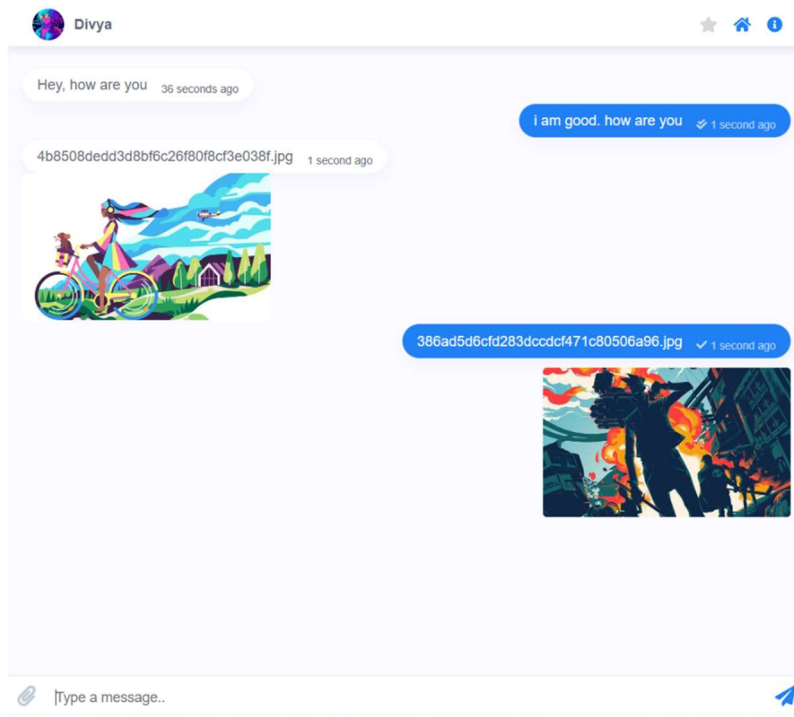 Divya
Hey, how are you 36 seconds ago
i am good. how are you 1 second ago
4b8508dedd3d8bf6c26f80f8cf3e038f.jpg 1 second ago
386ad5d6cfd283dccdcf471c80506a96.jpg 1 second ago
Type a message..